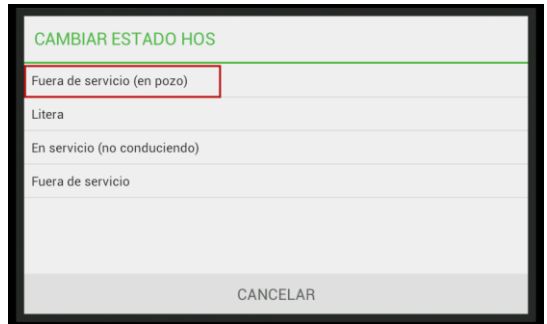 CAMBIAR ESTADO HOS
Fuera de servicio (en pozo)
Litera
En servicio (no conduciendo)
Fuera de servicio
CANCELAR